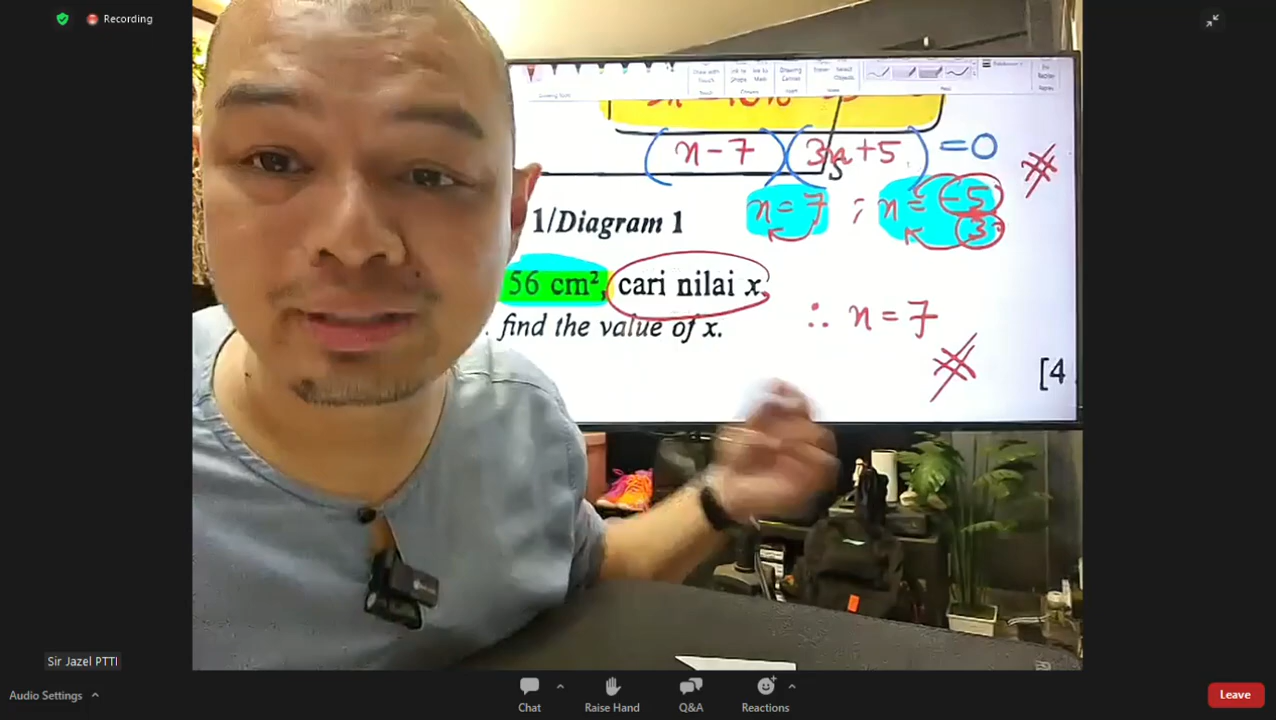 Recording
(x-7)(3x+5)=0
x=7 ; x=-5/3
1/Diagram 1
56 cm², cari nilai x.
∴ x=7
. find the value of x.
[4
Sir Jazel PTTI
Audio Settings
Chat
Raise Hand
Q&A
Reactions
Leave